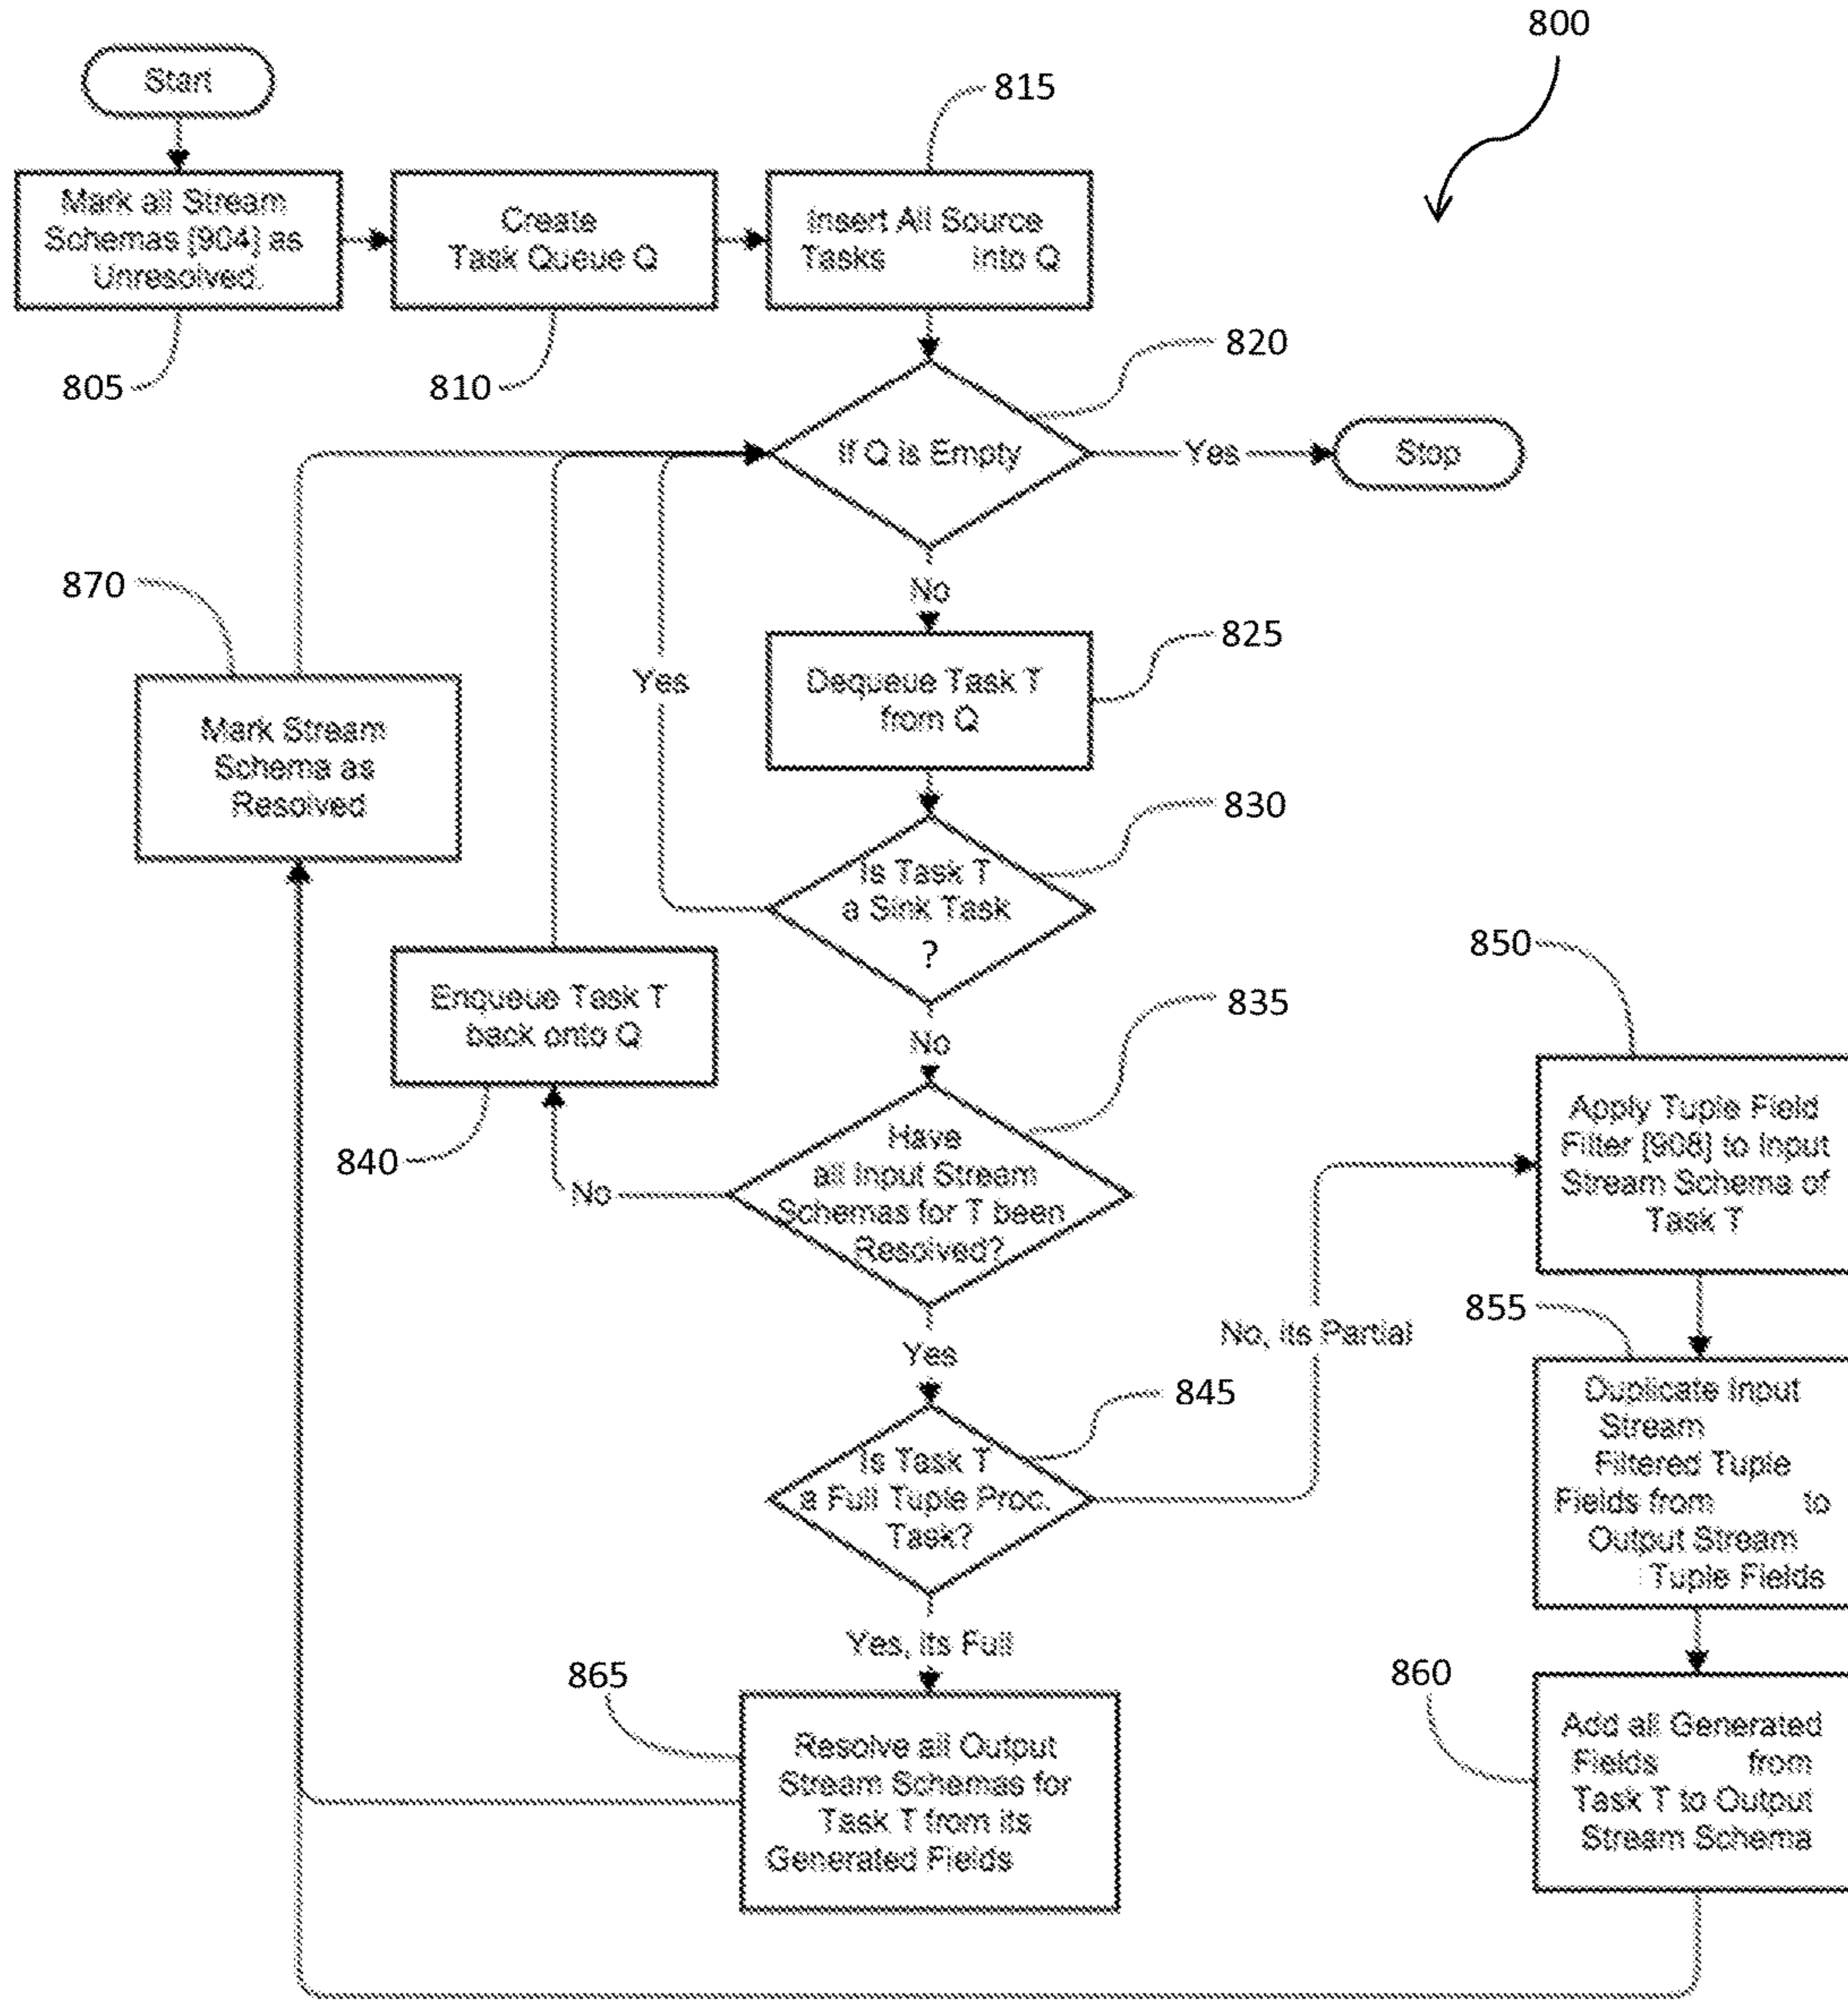 800
Start
815
Mark all Stream
Schemas [904] as
Unresolved.
Create
Task Queue Q
Insert All Source
Tasks into Q
805
810
820
If Q is Empty
Yes
Stop
No
870
825
Mark Stream
Schema as
Resolved
Yes
Dequeue Task T
from Q
830
Is Task T
a Sink Task
?
850
Enqueue Task T
back onto Q
835
No
840
No
Have
all Input Stream
Schemas for T been
Resolved?
Apply Tuple Field
Filter [908] to Input
Stream Schema of
Task T
855
No, its Partial
Yes
845
Is Task T
a Full Tuple Proc.
Task?
Duplicate Input
Stream
Filtered Tuple
Fields from to
Output Stream
Tuple Fields
Yes, its Full
865
860
Resolve all Output
Stream Schemas for
Task T from its
Generated Fields
Add all Generated
Fields from
Task T to Output
Stream Schema